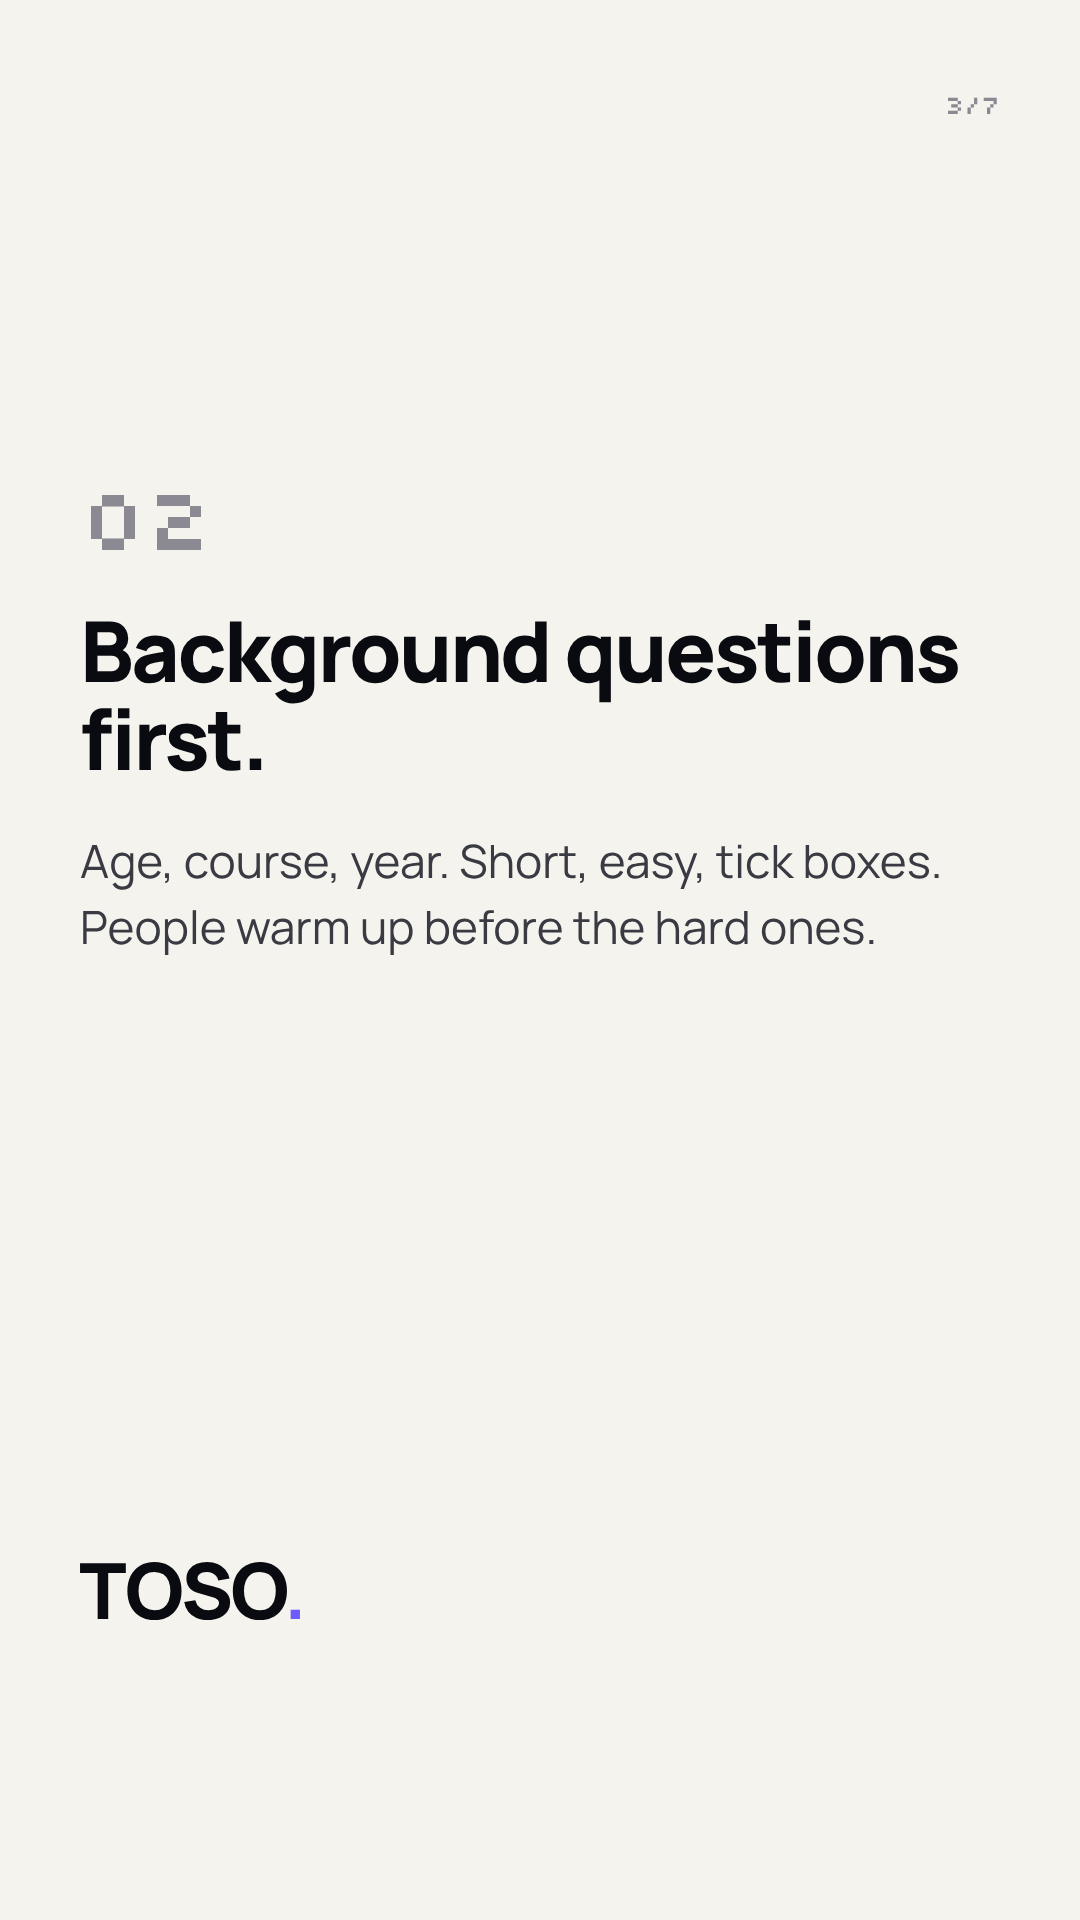 3/7
02
Background questions
first.
Age, course, year. Short, easy, tick boxes.
People warm up before the hard ones.
TOSO.